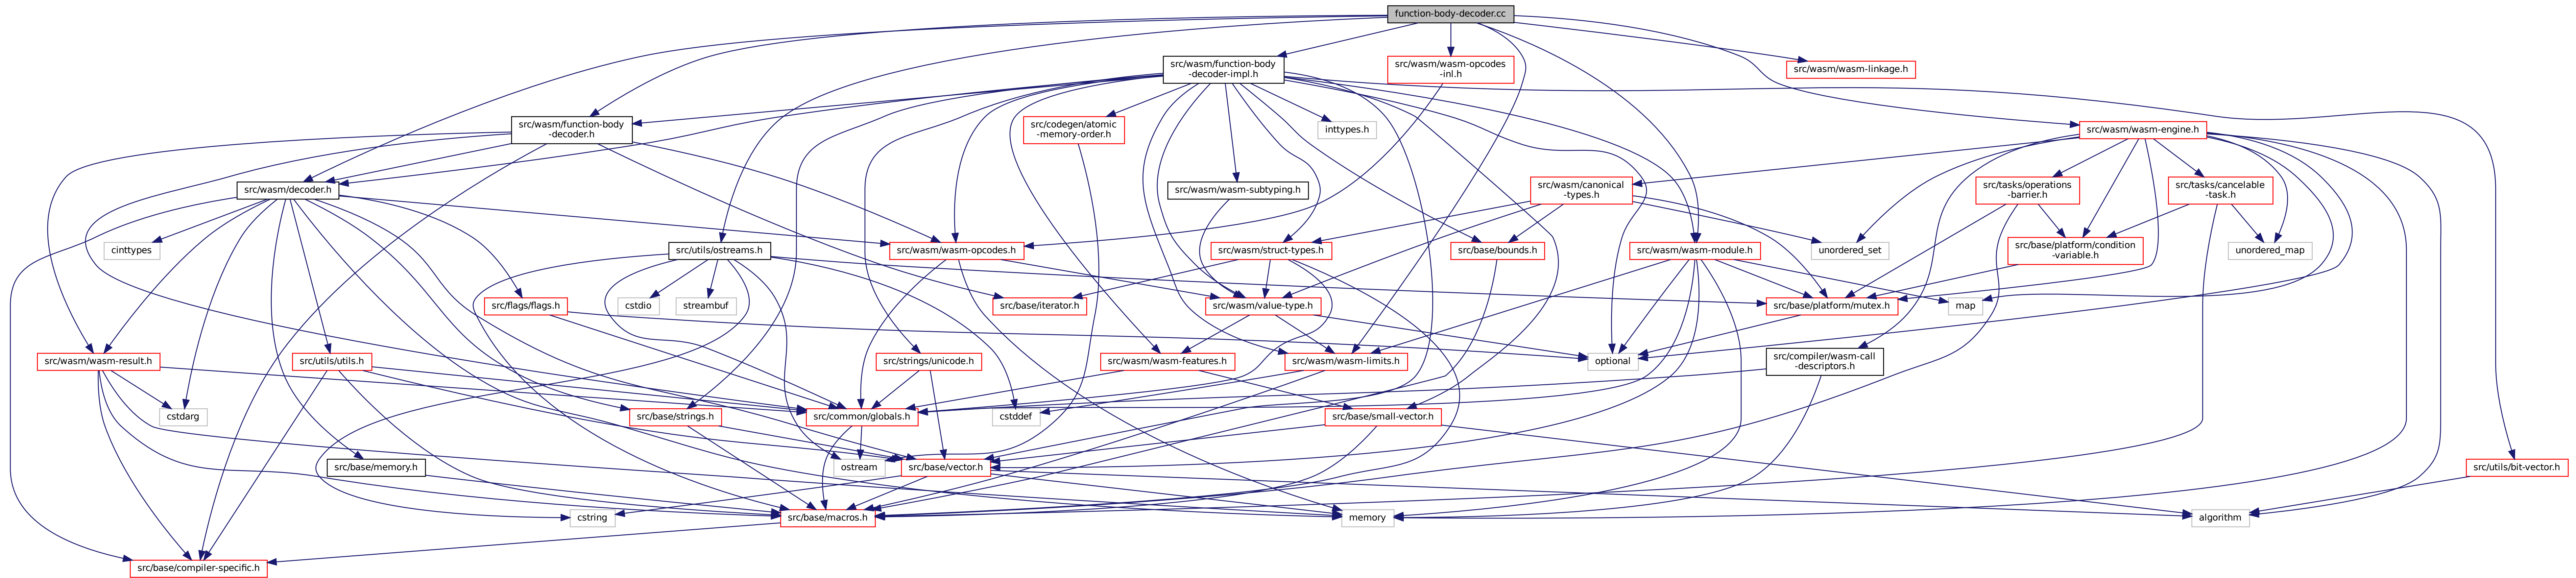 function-body-decoder.cc
src/wasm/function-body
-decoder-impl.h
src/wasm/wasm-opcodes
-inl.h
src/wasm/wasm-linkage.h
src/wasm/function-body
-decoder.h
src/codegen/atomic
-memory-order.h
inttypes.h
src/wasm/wasm-engine.h
src/wasm/decoder.h
src/wasm/wasm-subtyping.h
src/wasm/canonical
-types.h
src/tasks/operations
-barrier.h
src/tasks/cancelable
-task.h
cinttypes
src/utils/ostreams.h
src/wasm/wasm-opcodes.h
src/wasm/struct-types.h
src/base/bounds.h
src/wasm/wasm-module.h
unordered_set
src/base/platform/condition
-variable.h
unordered_map
src/flags/flags.h
cstdio
streambuf
src/base/iterator.h
src/wasm/value-type.h
src/base/platform/mutex.h
map
src/wasm/wasm-result.h
src/utils/utils.h
src/strings/unicode.h
src/wasm/wasm-features.h
src/wasm/wasm-limits.h
optional
src/compiler/wasm-call
-descriptors.h
cstdarg
src/base/strings.h
src/common/globals.h
cstddef
src/base/small-vector.h
src/base/memory.h
ostream
src/base/vector.h
src/utils/bit-vector.h
cstring
src/base/macros.h
memory
algorithm
src/base/compiler-specific.h